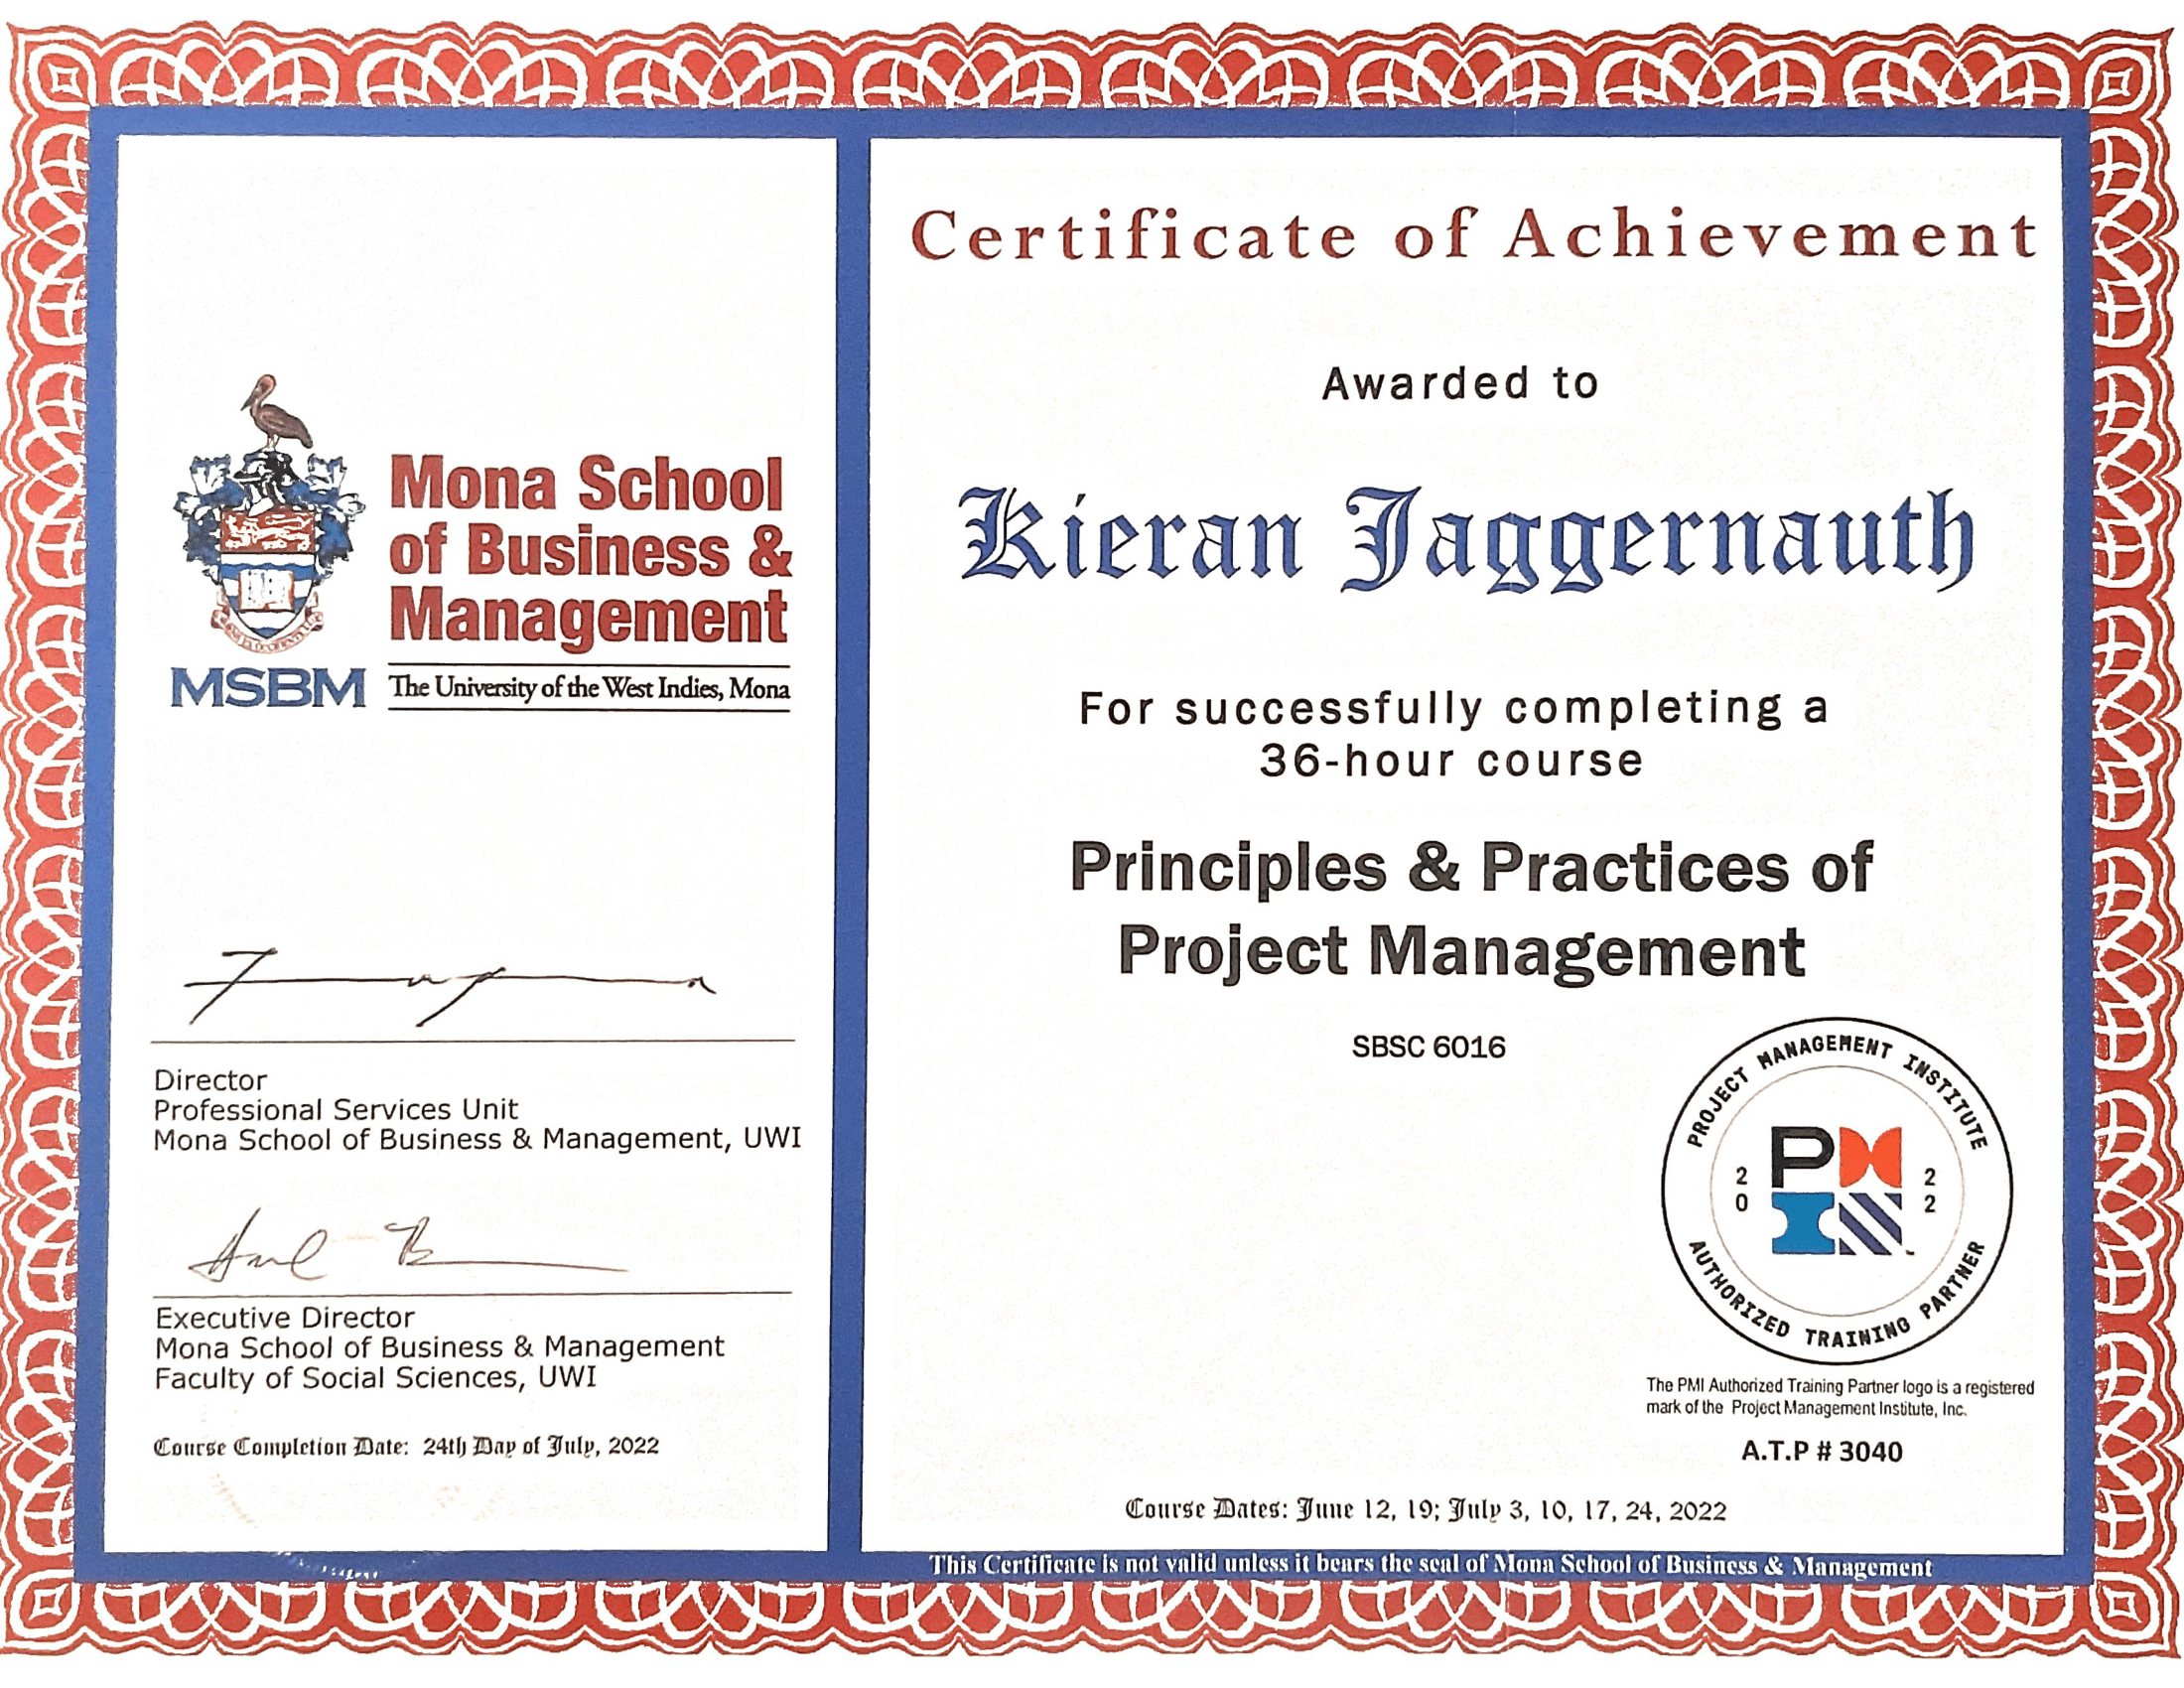 Mona School
of Business &
Management
MSBM
The University of the West Indies, Mona
Director
Professional Services Unit
Mona School of Business & Management, UWI
Executive Director
Mona School of Business & Management
Faculty of Social Sciences, UWI
Course Completion Date: 24th Day of July, 2022
Certificate of Achievement
Awarded to
Kieran Jaggernauth
For successfully completing a
36-hour course
Principles & Practices of
Project Management
SBSC 6016
PROJECT MANAGEMENT INSTITUTE
20 22
PMI
AUTHORIZED TRAINING PARTNER
The PMI Authorized Training Partner logo is a registered
mark of the Project Management Institute, Inc.
A.T.P # 3040
Course Dates: June 12, 19; July 3, 10, 17, 24, 2022
This Certificate is not valid unless it bears the seal of Mona School of Business & Management